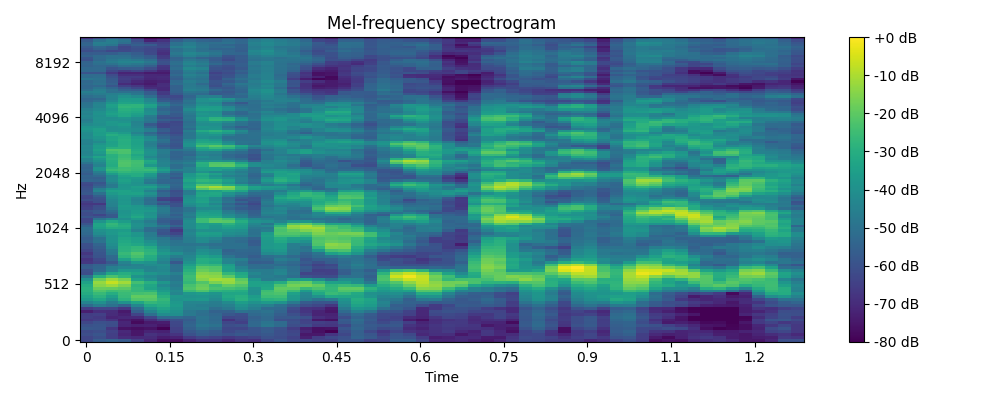 Mel-frequency spectrogram
Hz
8192
4096
2048
1024
512
0
0 0.15 0.3 0.45 0.6 0.75 0.9 1.1 1.2
Time
+0 dB
-10 dB
-20 dB
-30 dB
-40 dB
-50 dB
-60 dB
-70 dB
-80 dB